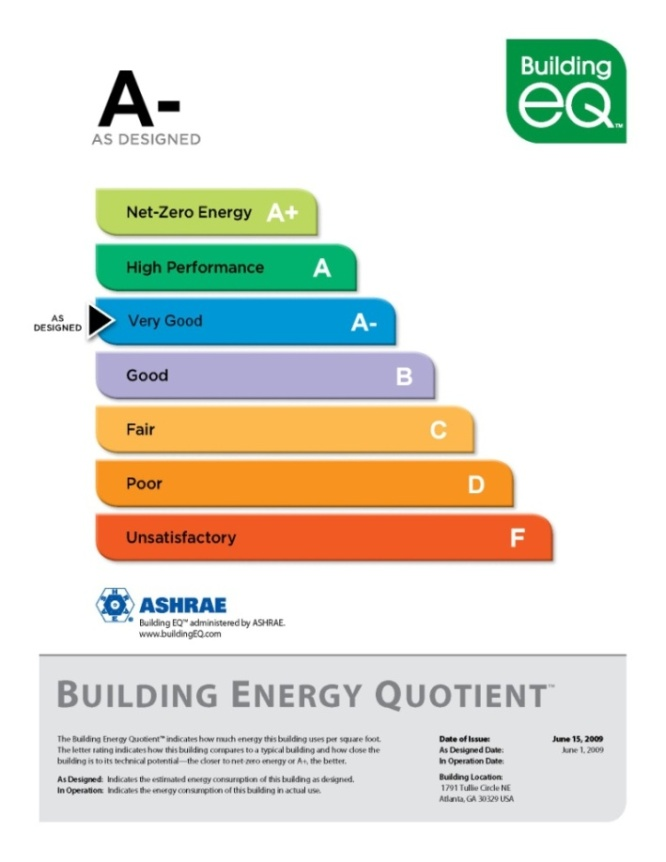 A-
AS DESIGNED
Building
eQ™
Net-Zero Energy A+
High Performance A
AS
DESIGNED
Very Good A-
Good B
Fair C
Poor D
Unsatisfactory F
ASHRAE
Building EQ™ administered by ASHRAE.
www.buildingEQ.com
BUILDING ENERGY QUOTIENT™
The Building Energy Quotient™ indicates how much energy this building uses per square foot.
The letter rating indicates how this building compares to a typical building and how close the
building is to its technical potential—the closer to net-zero energy or A+, the better.
As Designed: Indicates the estimated energy consumption of this building as designed.
In Operation: Indicates the energy consumption of this building in actual use.
Date of Issue: June 15, 2009
As Designed Date: June 1, 2009
In Operation Date:
Building Location:
1791 Tullie Circle NE
Atlanta, GA 30329 USA